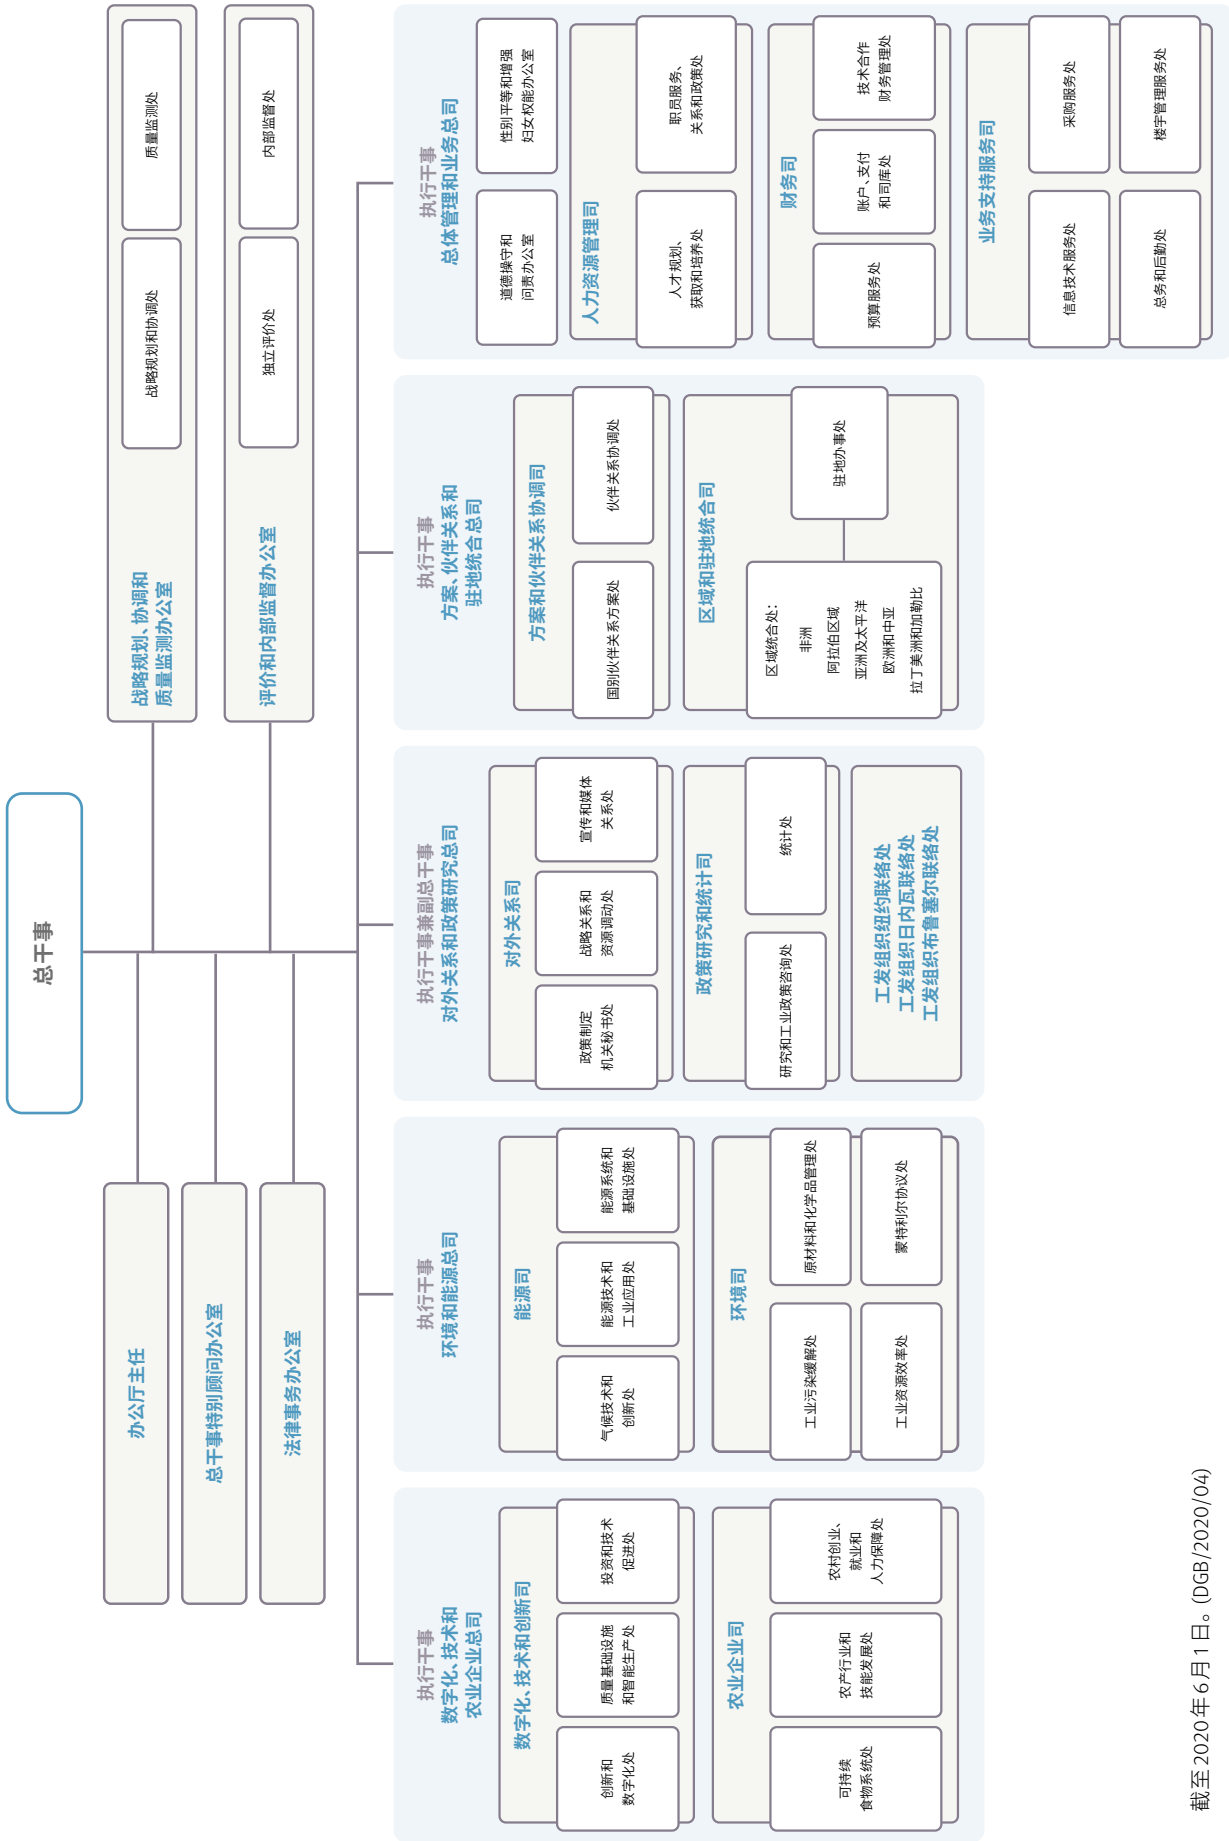 总干事
办公厅主任
总干事特别顾问办公室
法律事务办公室
战略规划、协调和
质量监测办公室
战略规划和协调处
质量监测处
评价和内部监督办公室
独立评价处
内部监督处
执行干事
数字化、技术和
农业企业总司
数字化、技术和创新司
创新和
数字化处
质量基础设施
和智能生产处
投资和技术
促进处
农业企业司
可持续
食物系统处
农产行业和
技能发展处
农村创业、
就业和
人力保障处
执行干事
环境和能源总司
能源司
气候技术和
创新处
能源技术和
工业应用处
能源系统和
基础设施处
环境司
工业污染缓解处
原材料和化学品管理处
工业资源效率处
蒙特利尔协议处
执行干事兼副总干事
对外关系和政策研究总司
对外关系司
政策制定
机关秘书处
战略关系和
资源调动处
宣传和媒体
关系处
政策研究和统计司
研究和工业政策咨询处
统计处
工发组织纽约联络处
工发组织日内瓦联络处
工发组织布鲁塞尔联络处
执行干事
方案、伙伴关系和
驻地统合总司
方案和伙伴关系协调司
国别伙伴关系方案处
伙伴关系协调处
区域和驻地统合司
区域统合处：
非洲
阿拉伯区域
亚洲及太平洋
欧洲和中亚
拉丁美洲和加勒比
驻地办事处
执行干事
总体管理和业务总司
道德操守和
问责办公室
性别平等和增强
妇女权能办公室
人力资源管理司
人才规划、
获取和培养处
职员服务、
关系和政策处
财务司
预算服务处
账户、支付
和司库处
技术合作
财务管理处
业务支持服务司
信息技术服务处
采购服务处
总务和后勤处
楼宇管理服务处
截至 2020年 6 月 1 日。(DGB/2020/04)